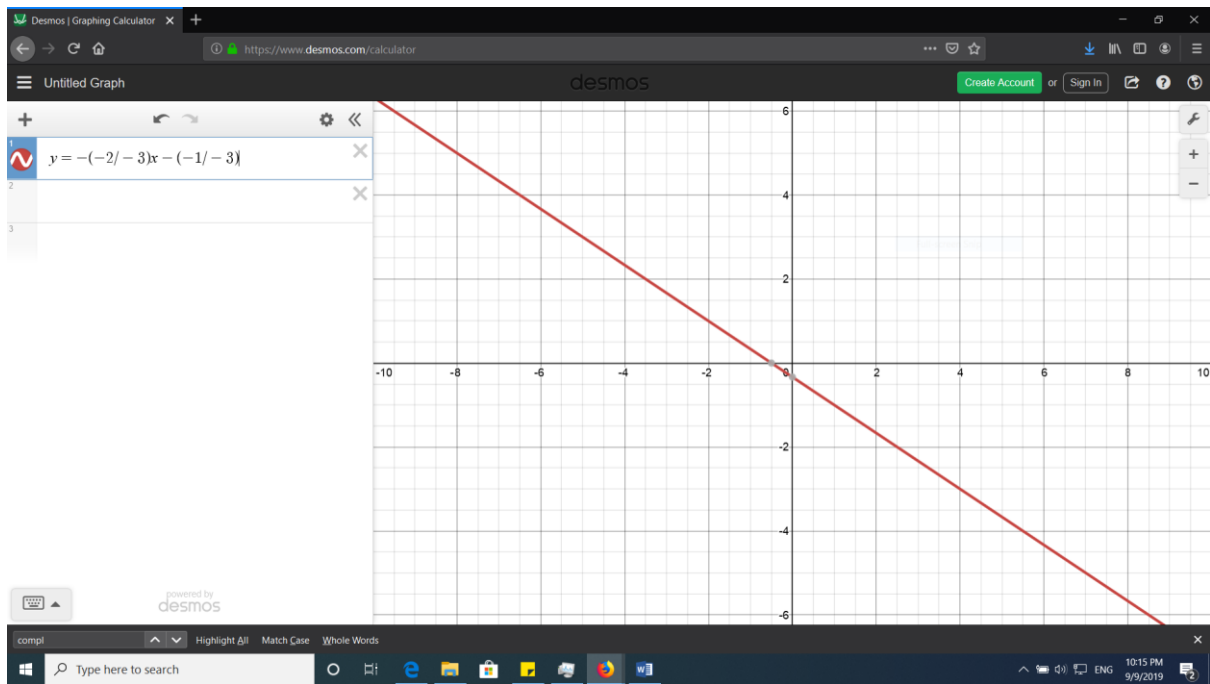 Desmos | Graphing Calculator
https://www.desmos.com/calculator
Untitled Graph
desmos
Create Account or Sign In
1
y = −(−2/ − 3)x − (−1/ − 3)
2
3
6
4
2
-10 -8 -6 -4 -2 0 2 4 6 8 10
-2
-4
-6
powered by
desmos
compl Highlight All Match Case Whole Words
Type here to search
ENG
10:15 PM
9/9/2019
2